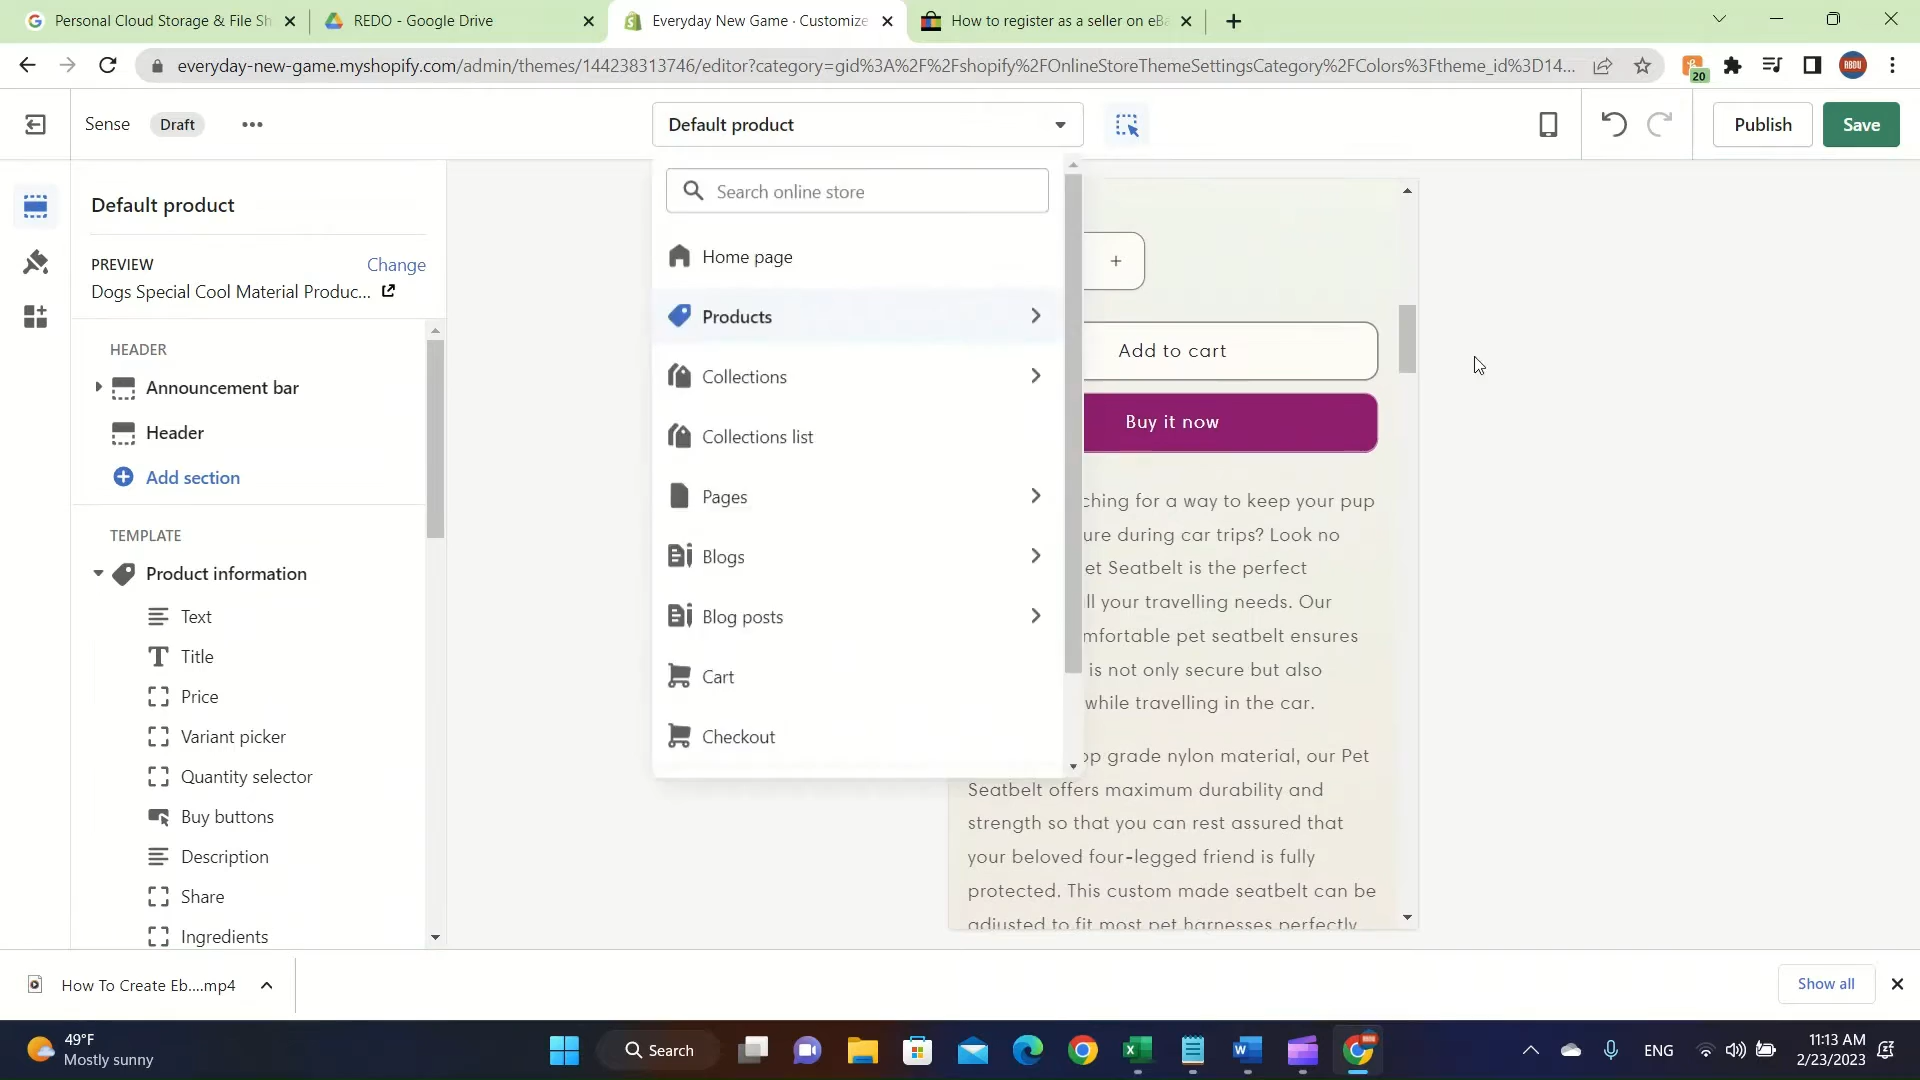 Personal Cloud Storage & File Sh
REDO - Google Drive
Everyday New Game · Customize
How to register as a seller on eBa
everyday-new-game.myshopify.com/admin/themes/144238313746/editor?category=gid%3A%2F%2Fshopify%2FOnlineStoreThemeSettingsCategory%2FColors%3Ftheme_id%3D14...
20
ABDU
Sense
Draft
Default product
Publish
Save
Default product
PREVIEW
Change
Dogs Special Cool Material Produc...
HEADER
Announcement bar
Header
Add section
TEMPLATE
Product information
Text
Title
Price
Variant picker
Quantity selector
Buy buttons
Description
Share
Ingredients
Search online store
Home page
Products
Collections
Collections list
Pages
Blogs
Blog posts
Cart
Checkout
+
Add to cart
Buy it now
ching for a way to keep your pup
ure during car trips? Look no
et Seatbelt is the perfect
ll your travelling needs. Our
mfortable pet seatbelt ensures
is not only secure but also
while travelling in the car.
op grade nylon material, our Pet
Seatbelt offers maximum durability and
strength so that you can rest assured that
your beloved four-legged friend is fully
protected. This custom made seatbelt can be
adjusted to fit most pet harnesses perfectly
How To Create Eb....mp4
Show all
49°F
Mostly sunny
Search
ENG
11:13 AM
2/23/2023